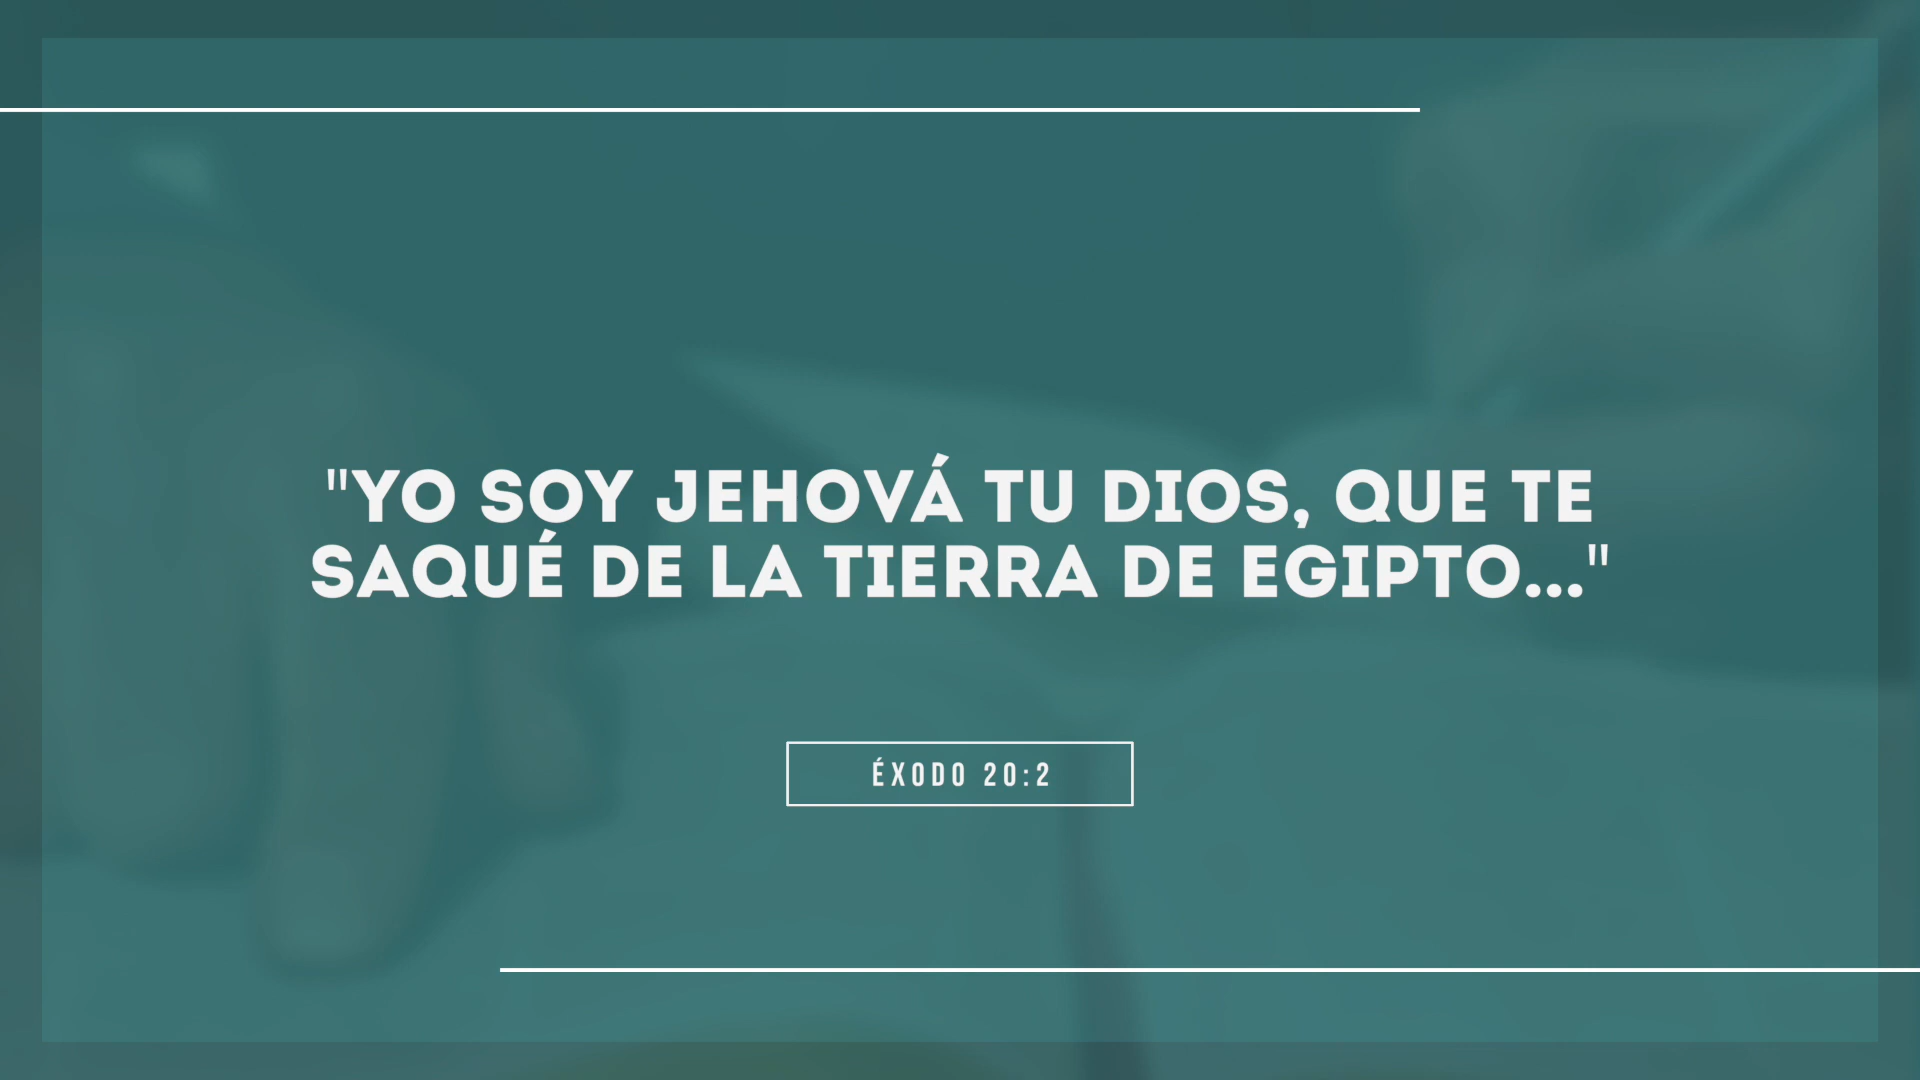 "YO SOY JEHOVÁ TU DIOS, QUE TE
SAQUÉ DE LA TIERRA DE EGIPTO..."
ÉXODO 20:2